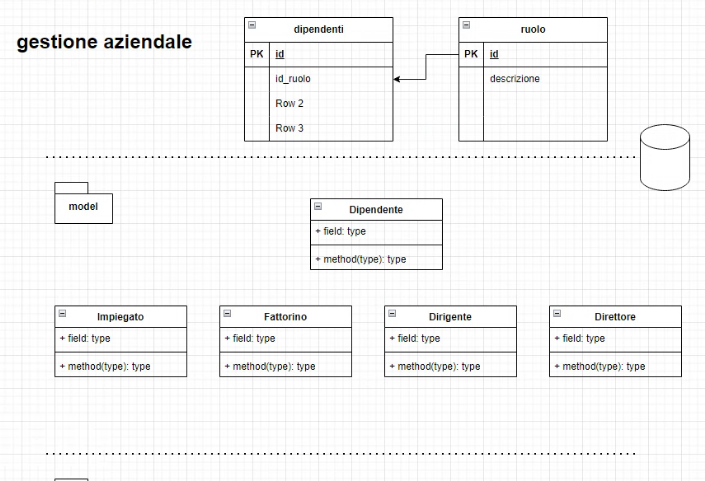 gestione aziendale
dipendenti
PK id
id_ruolo
Row 2
Row 3
ruolo
PK id
descrizione
model
Dipendente
+ field: type
+ method(type): type
Impiegato
+ field: type
+ method(type): type
Fattorino
+ field: type
+ method(type): type
Dirigente
+ field: type
+ method(type): type
Direttore
+ field: type
+ method(type): type